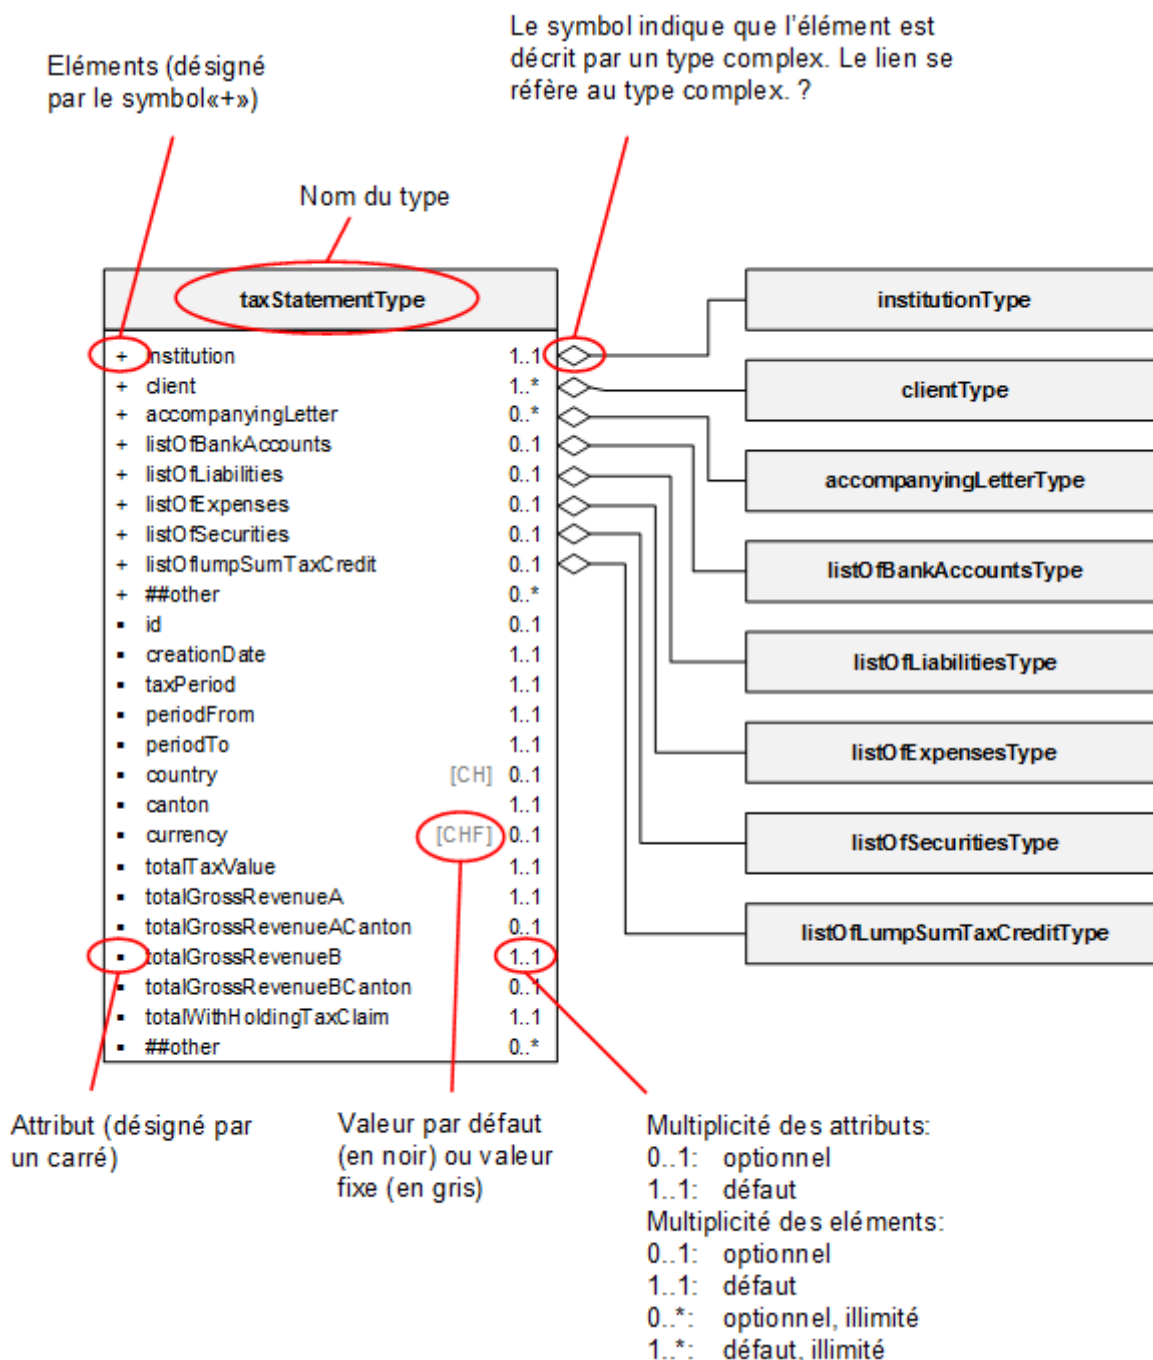 Le symbol indique que l'élément est
décrit par un type complex. Le lien se
réfère au type complex. ?
Eléments (désigné
par le symbol«+»)
Nom du type
taxStatementType
+ institution 1..1
+ client 1..*
+ accompanyingLetter 0..*
+ listOfBankAccounts 0..1
+ listOfLiabilities 0..1
+ listOfExpenses 0..1
+ listOfSecurities 0..1
+ listOflumpSumTaxCredit 0..1
+ ##other 0..*
▪ id 0..1
▪ creationDate 1..1
▪ taxPeriod 1..1
▪ periodFrom 1..1
▪ periodTo 1..1
▪ country [CH] 0..1
▪ canton 1..1
▪ currency [CHF] 0..1
▪ totalTaxValue 1..1
▪ totalGrossRevenueA 1..1
▪ totalGrossRevenueACanton 0..1
▪ totalGrossRevenueB 1..1
▪ totalGrossRevenueBCanton 0..1
▪ totalWithHoldingTaxClaim 1..1
▪ ##other 0..*
institutionType
clientType
accompanyingLetterType
listOfBankAccountsType
listOfLiabilitiesType
listOfExpensesType
listOfSecuritiesType
listOfLumpSumTaxCreditType
Attribut (désigné par
un carré)
Valeur par défaut
(en noir) ou valeur
fixe (en gris)
Multiplicité des attributs:
0..1: optionnel
1..1: défaut
Multiplicité des eléments:
0..1: optionnel
1..1: défaut
0..*: optionnel, illimité
1..*: défaut, illimité